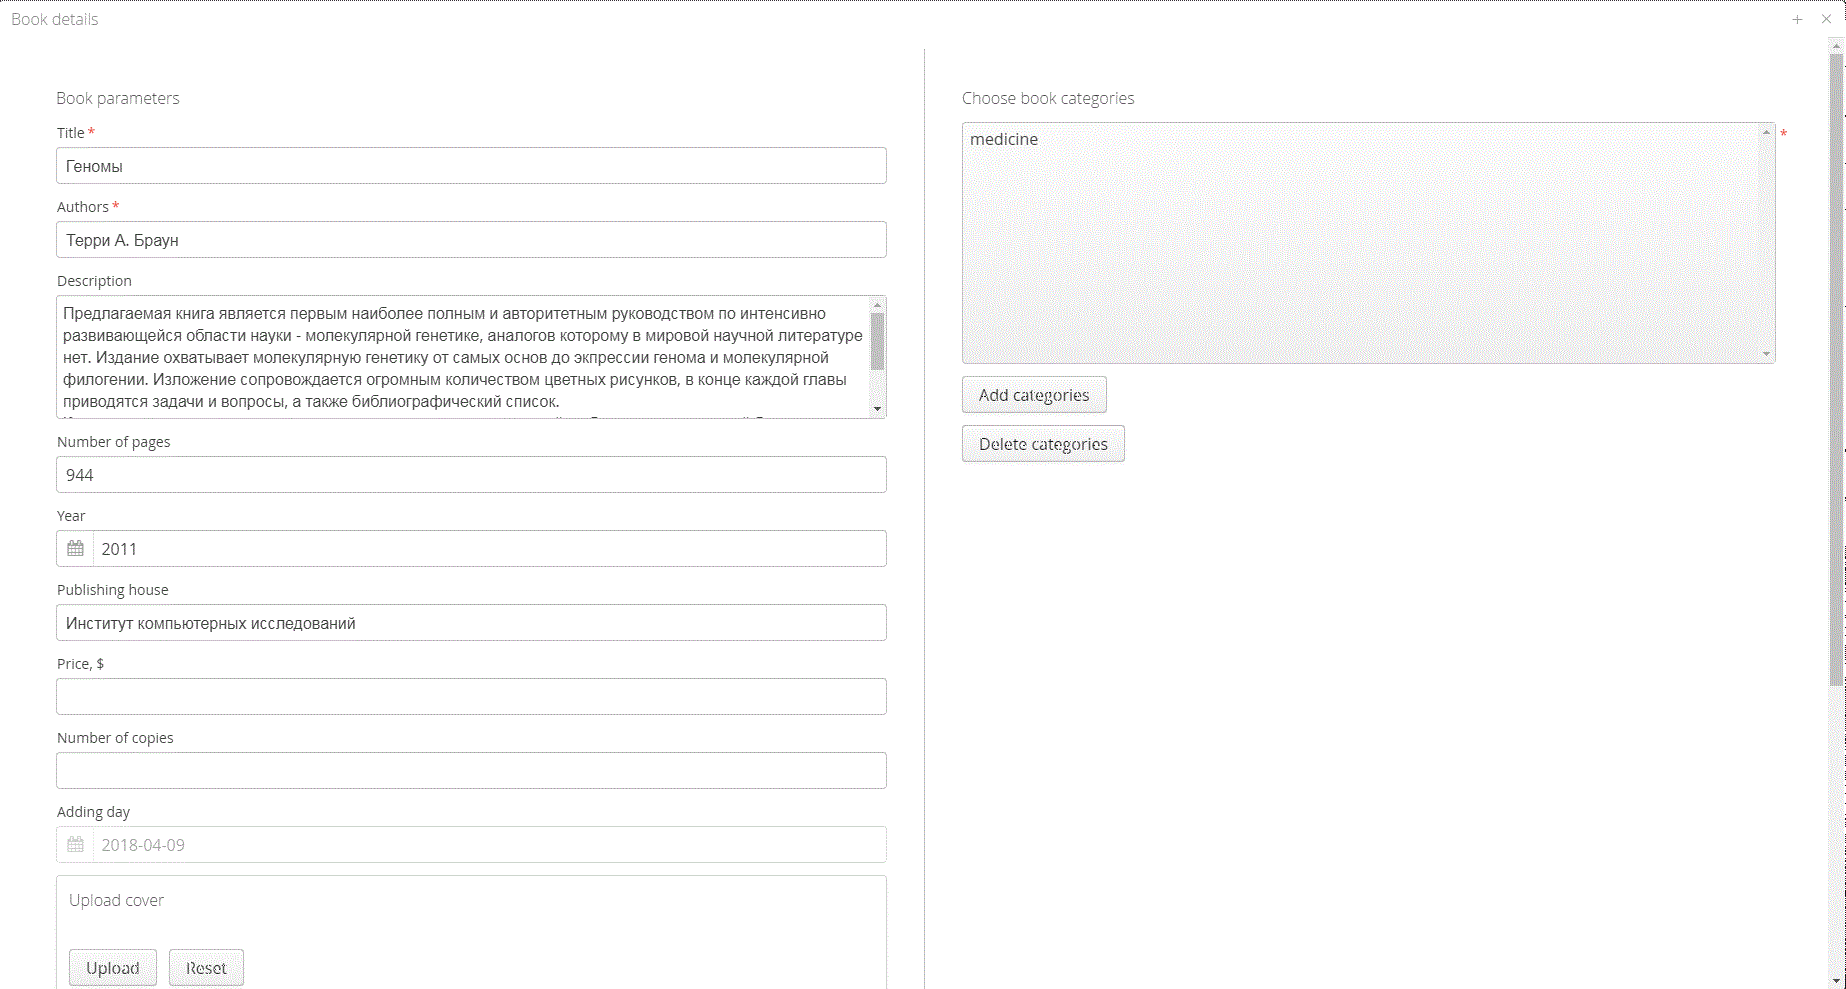 Book details
Book parameters
Title *
Геномы
Authors *
Терри А. Браун
Description
Предлагаемая книга является первым наиболее полным и авторитетным руководством по интенсивно
развивающейся области науки - молекулярной генетике, аналогов которому в мировой научной литературе
нет. Издание охватывает молекулярную генетику от самых основ до экпрессии генома и молекулярной
филогении. Изложение сопровождается огромным количеством цветных рисунков, в конце каждой главы
приводятся задачи и вопросы, а также библиографический список.
Number of pages
944
Year
2011
Publishing house
Институт компьютерных исследований
Price, $
Number of copies
Adding day
2018-04-09
Upload cover
Upload Reset
Choose book categories
medicine
*
Add categories
Delete categories